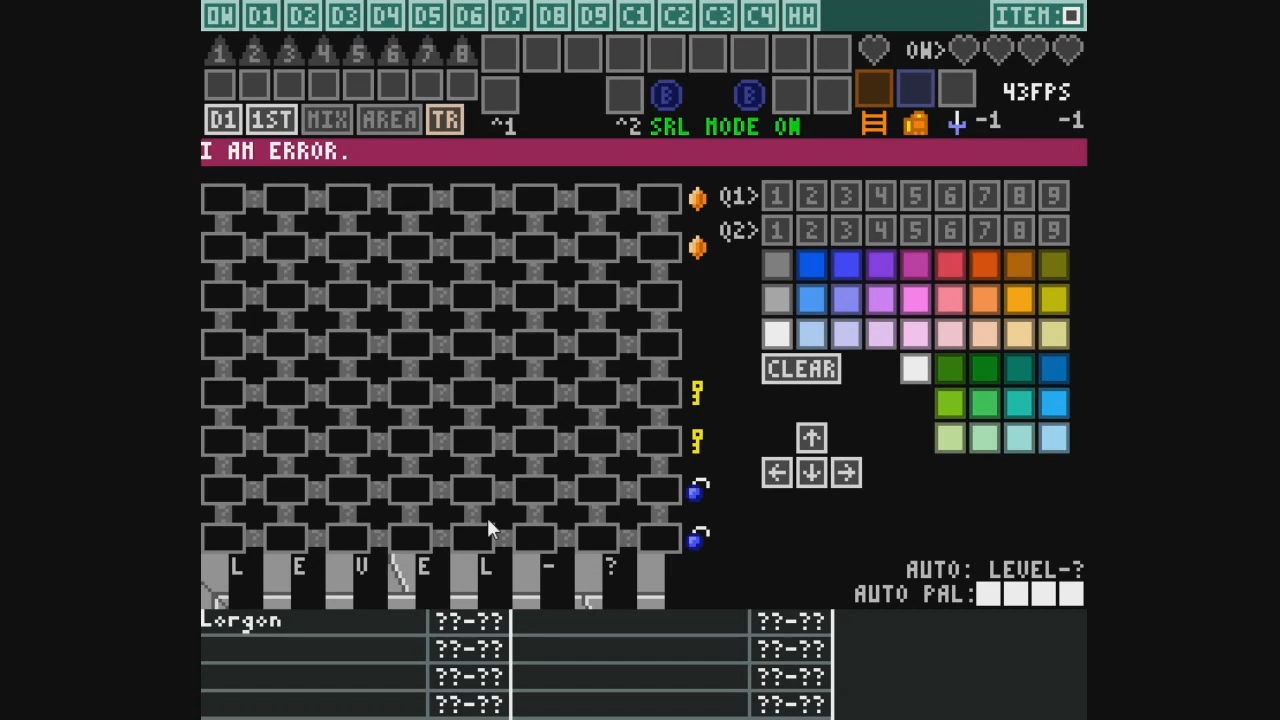 OW D1 D2 D3 D4 D5 D6 D7 D8 D9 C1 C2 C3 C4 HH ITEM:
1 2 3 4 5 6 7 8 OW>
B B 43FPS
D1 1ST MIX AREA TR ^1 ^2 SRL MODE ON -1 -1
I AM ERROR.
Q1> 1 2 3 4 5 6 7 8 9
Q2> 1 2 3 4 5 6 7 8 9
CLEAR
↑
← ↓ →
L E V E L - ?
AUTO: LEVEL-?
AUTO PAL:
Lorgon ??-?? ??-??
??-?? ??-??
??-?? ??-??
??-?? ??-??